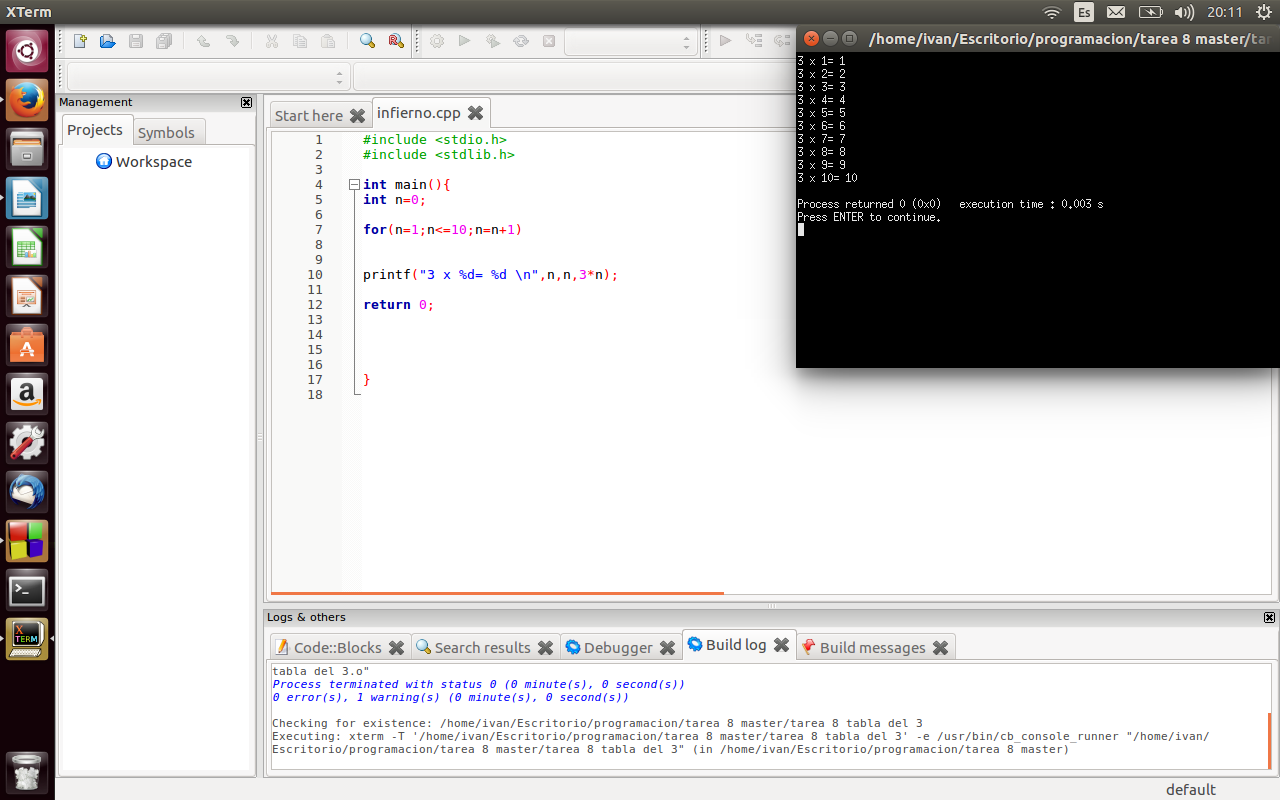 XTerm
Es
20:11
/home/ivan/Escritorio/programacion/tarea 8 master/tar
3 x 1= 1
3 x 2= 2
3 x 3= 3
3 x 4= 4
3 x 5= 5
3 x 6= 6
3 x 7= 7
3 x 8= 8
3 x 9= 9
3 x 10= 10
Process returned 0 (0x0) execution time : 0.003 s
Press ENTER to continue.
Management
Projects
Symbols
Workspace
Start here
infierno.cpp
1 #include <stdio.h>
2 #include <stdlib.h>
3
4 int main(){
5 int n=0;
6
7 for(n=1;n<=10;n=n+1)
8
9
10 printf("3 x %d= %d \n",n,n,3*n);
11
12 return 0;
13
14
15
16
17 }
18
Logs & others
Code::Blocks
Search results
Debugger
Build log
Build messages
tabla del 3.o"
Process terminated with status 0 (0 minute(s), 0 second(s))
0 error(s), 1 warning(s) (0 minute(s), 0 second(s))
Checking for existence: /home/ivan/Escritorio/programacion/tarea 8 master/tarea 8 tabla del 3
Executing: xterm -T '/home/ivan/Escritorio/programacion/tarea 8 master/tarea 8 tabla del 3' -e /usr/bin/cb_console_runner "/home/ivan/
Escritorio/programacion/tarea 8 master/tarea 8 tabla del 3" (in /home/ivan/Escritorio/programacion/tarea 8 master)
default
X
TERM